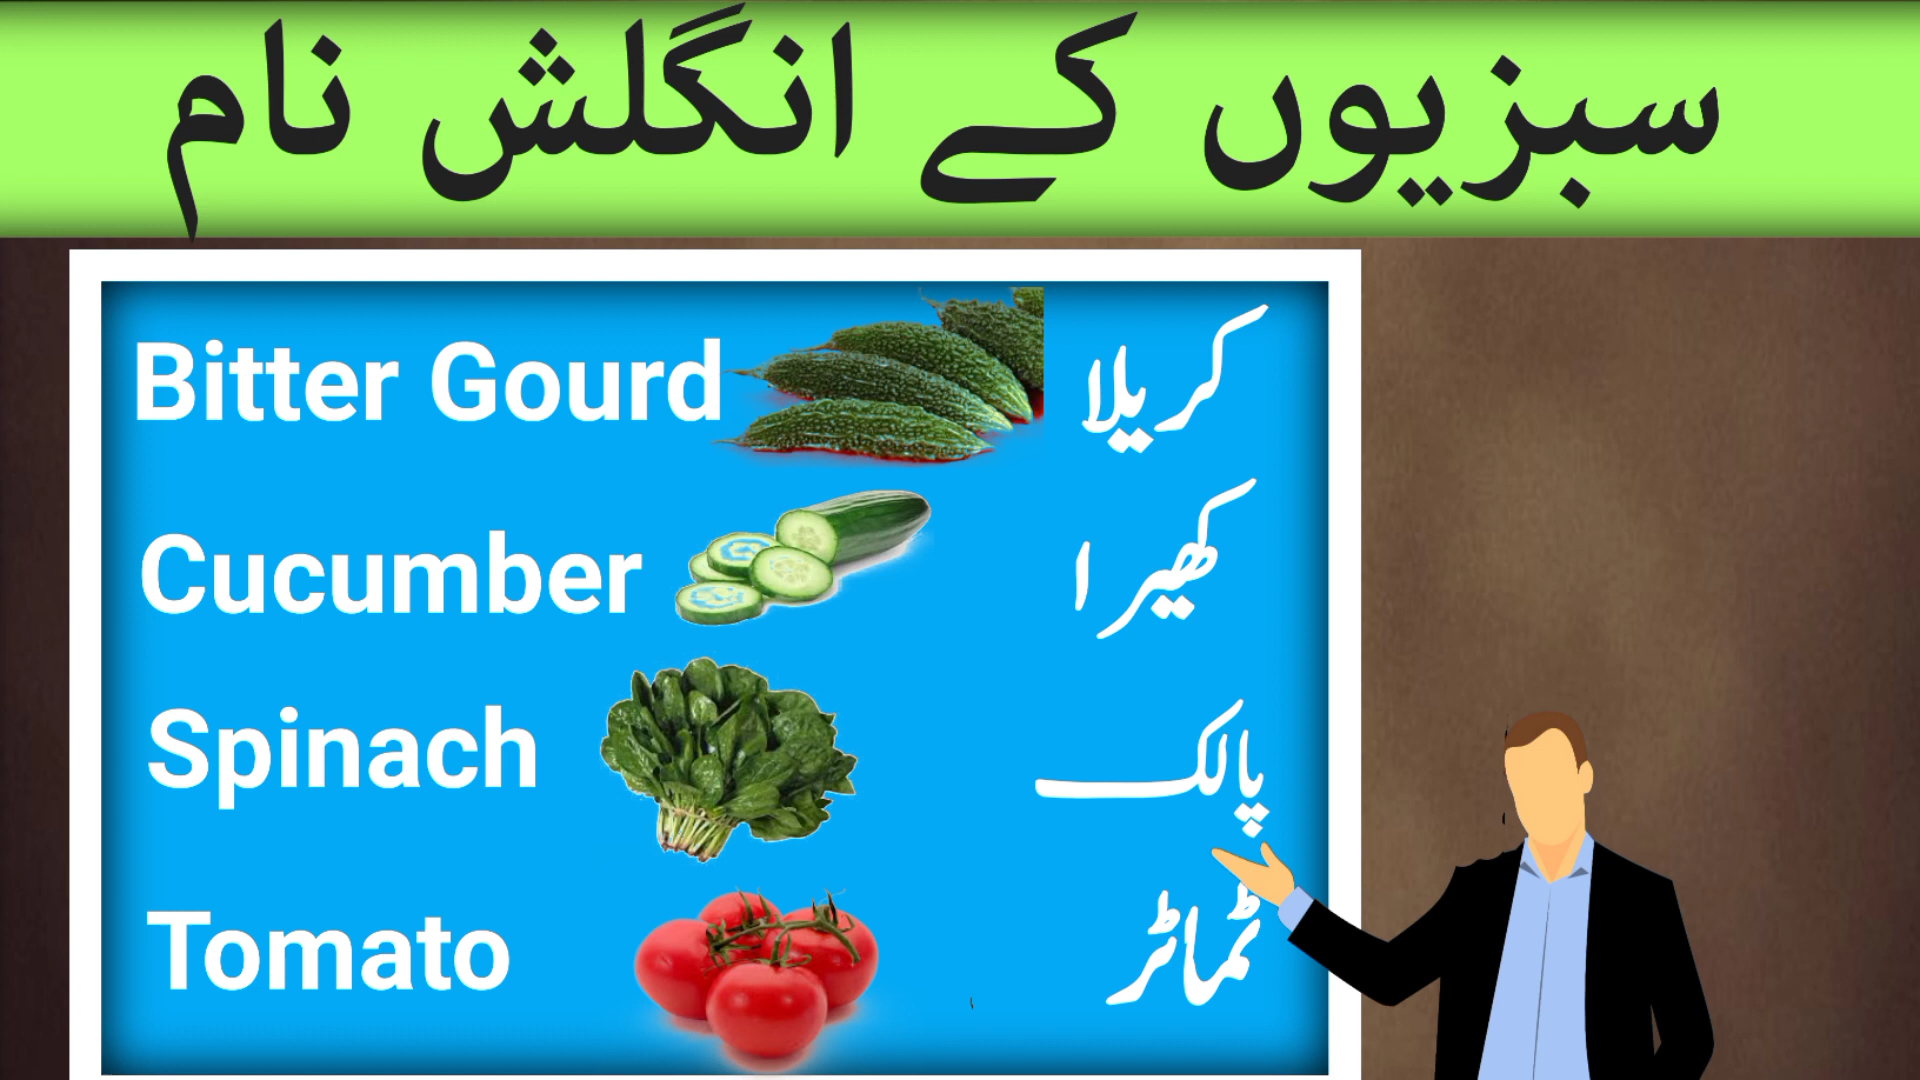 سبزیوں کے انگلش نام
Bitter Gourd کریلا
Cucumber کھیرا
Spinach پالک
Tomato ٹماٹر